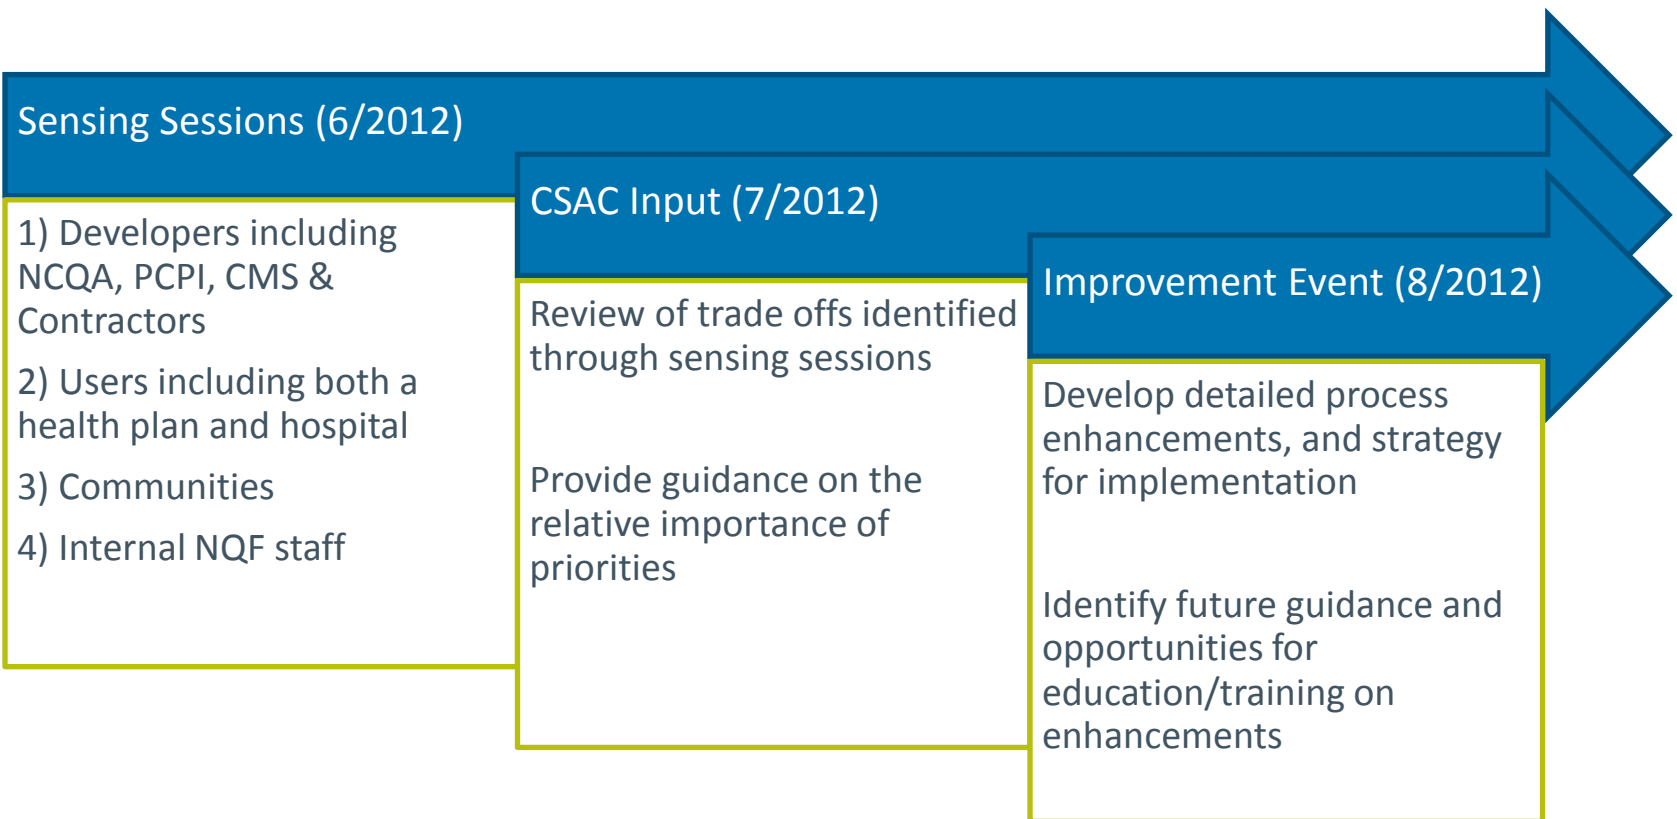 Sensing Sessions (6/2012)
1) Developers including
NCQA, PCPI, CMS &
Contractors
2) Users including both a
health plan and hospital
3) Communities
4) Internal NQF staff
CSAC Input (7/2012)
Review of trade offs identified
through sensing sessions
Provide guidance on the
relative importance of
priorities
Improvement Event (8/2012)
Develop detailed process
enhancements, and strategy
for implementation
Identify future guidance and
opportunities for
education/training on
enhancements